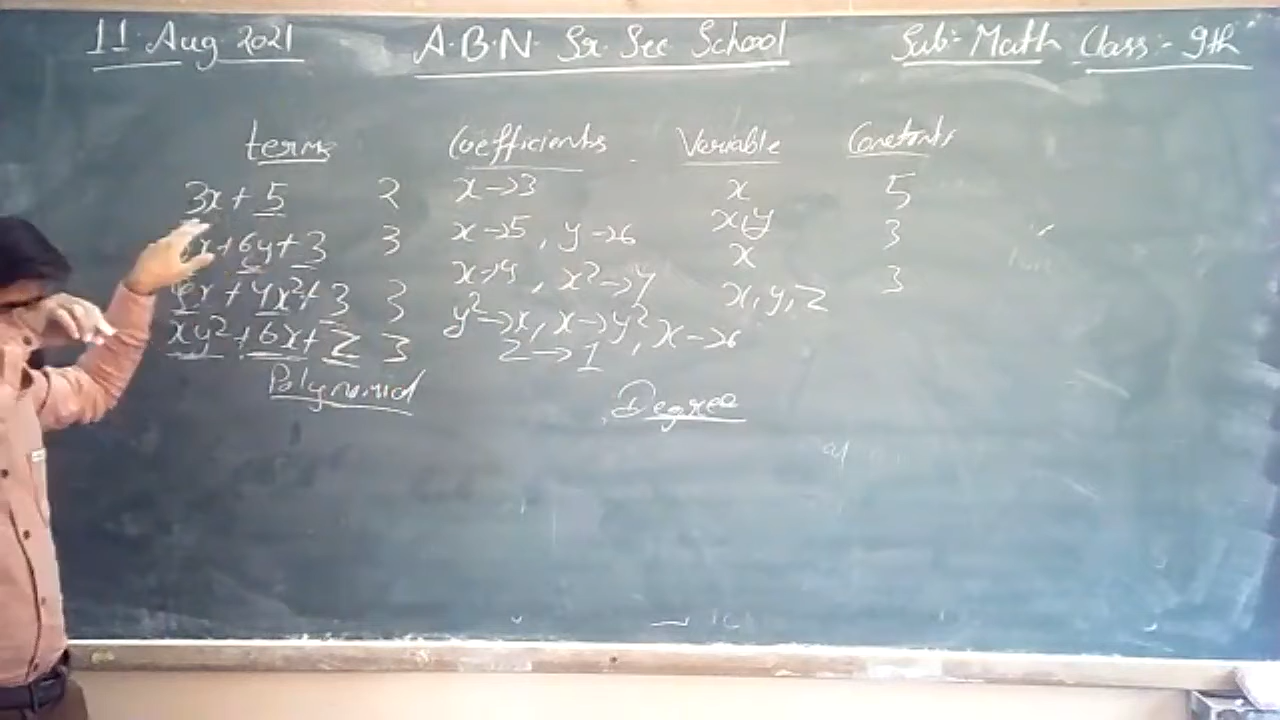 11 Aug 2021 A.B.N. Sr. Sec School Sub:- Math Class:- 9th
terms Coefficients Variable Constants
3x + 5 2 x→3 x 5
x+6y+3 3 x→5, y→6 x,y 3
x + 4x²+3 3 x→4, x²→4 x 3
xy²+6x+z 3 y²→x, x→y², x→6 x, y, z
z→1
Polynomial Degree